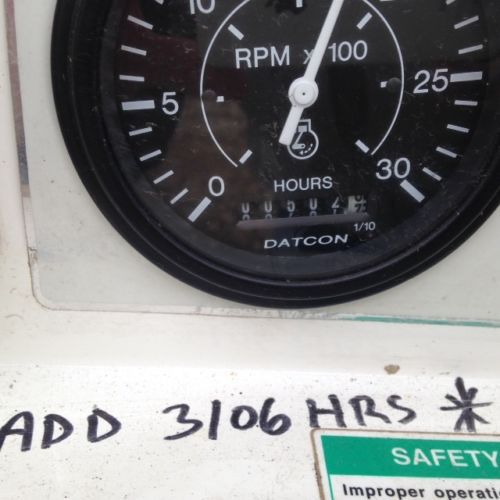 10
RPM x 100
5
25
0
30
HOURS
DATCON
1/10
ADD 3106 HRS *
SAFETY
Improper operati